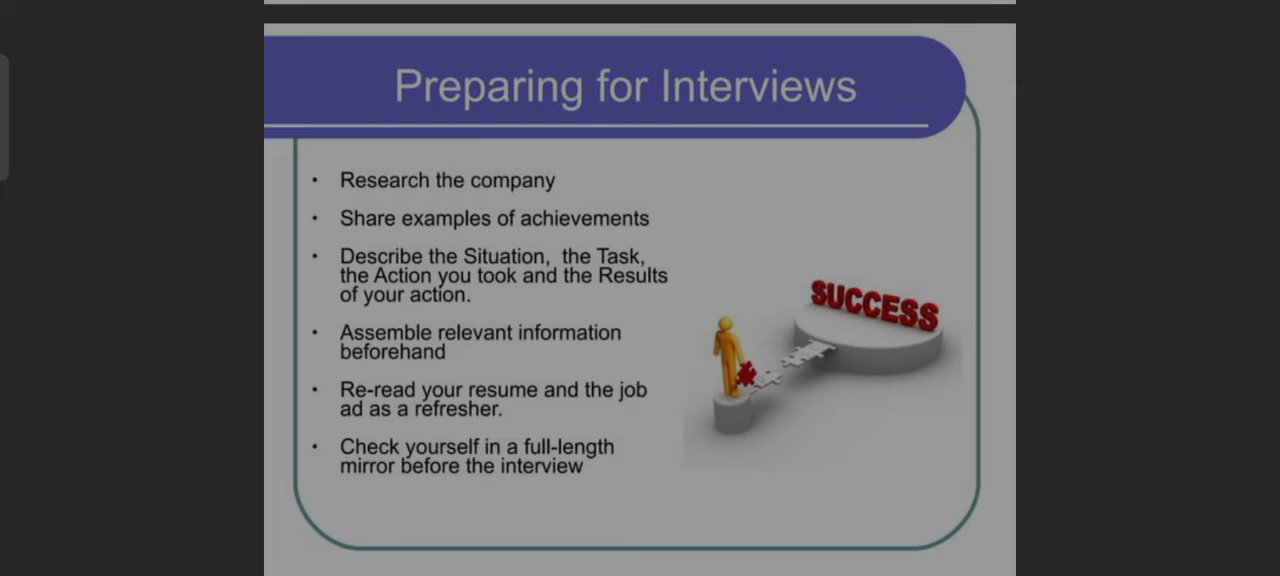 Preparing for Interviews
• Research the company
• Share examples of achievements
• Describe the Situation,  the Task,
the Action you took and the Results
of your action.
• Assemble relevant information
beforehand
• Re-read your resume and the job
ad as a refresher.
• Check yourself in a full-length
mirror before the interview
SUCCESS